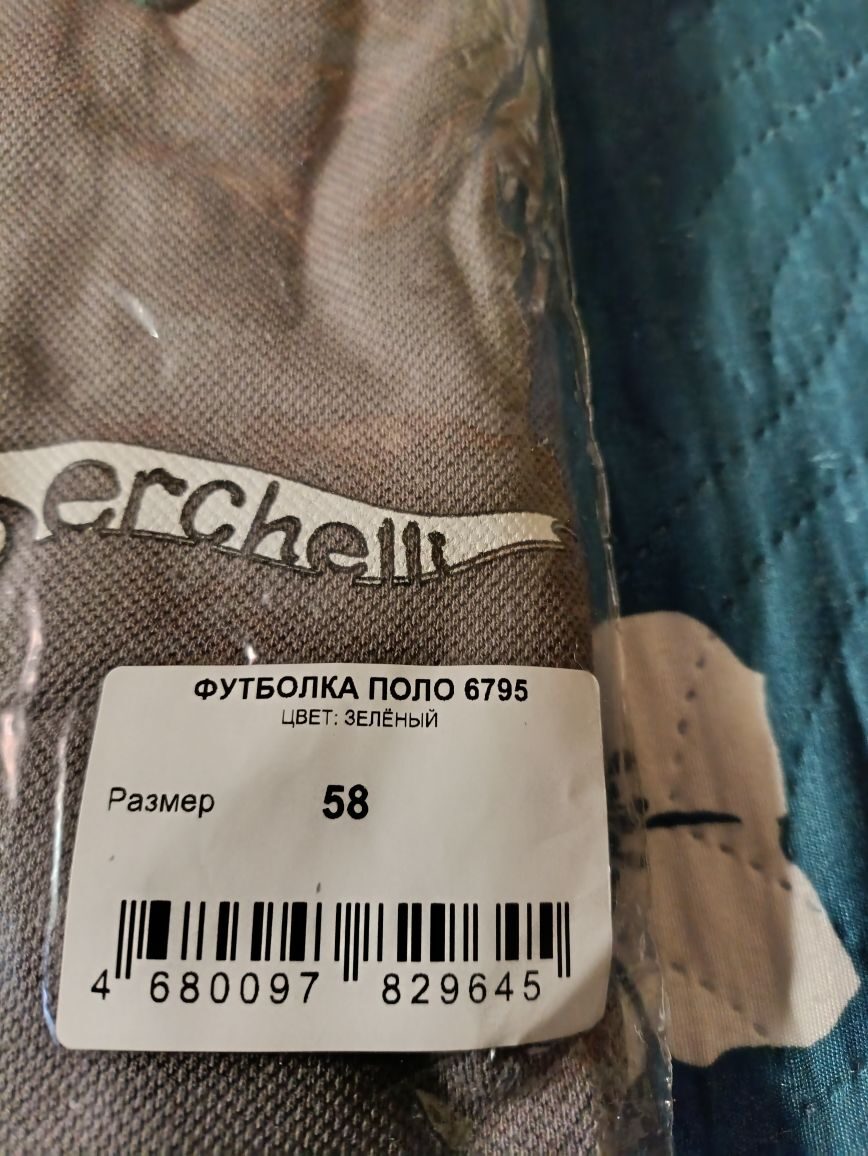 erchelli
ФУТБОЛКА ПОЛО 6795
ЦВЕТ: ЗЕЛЁНЫЙ
Размер 58
4 680097 829645